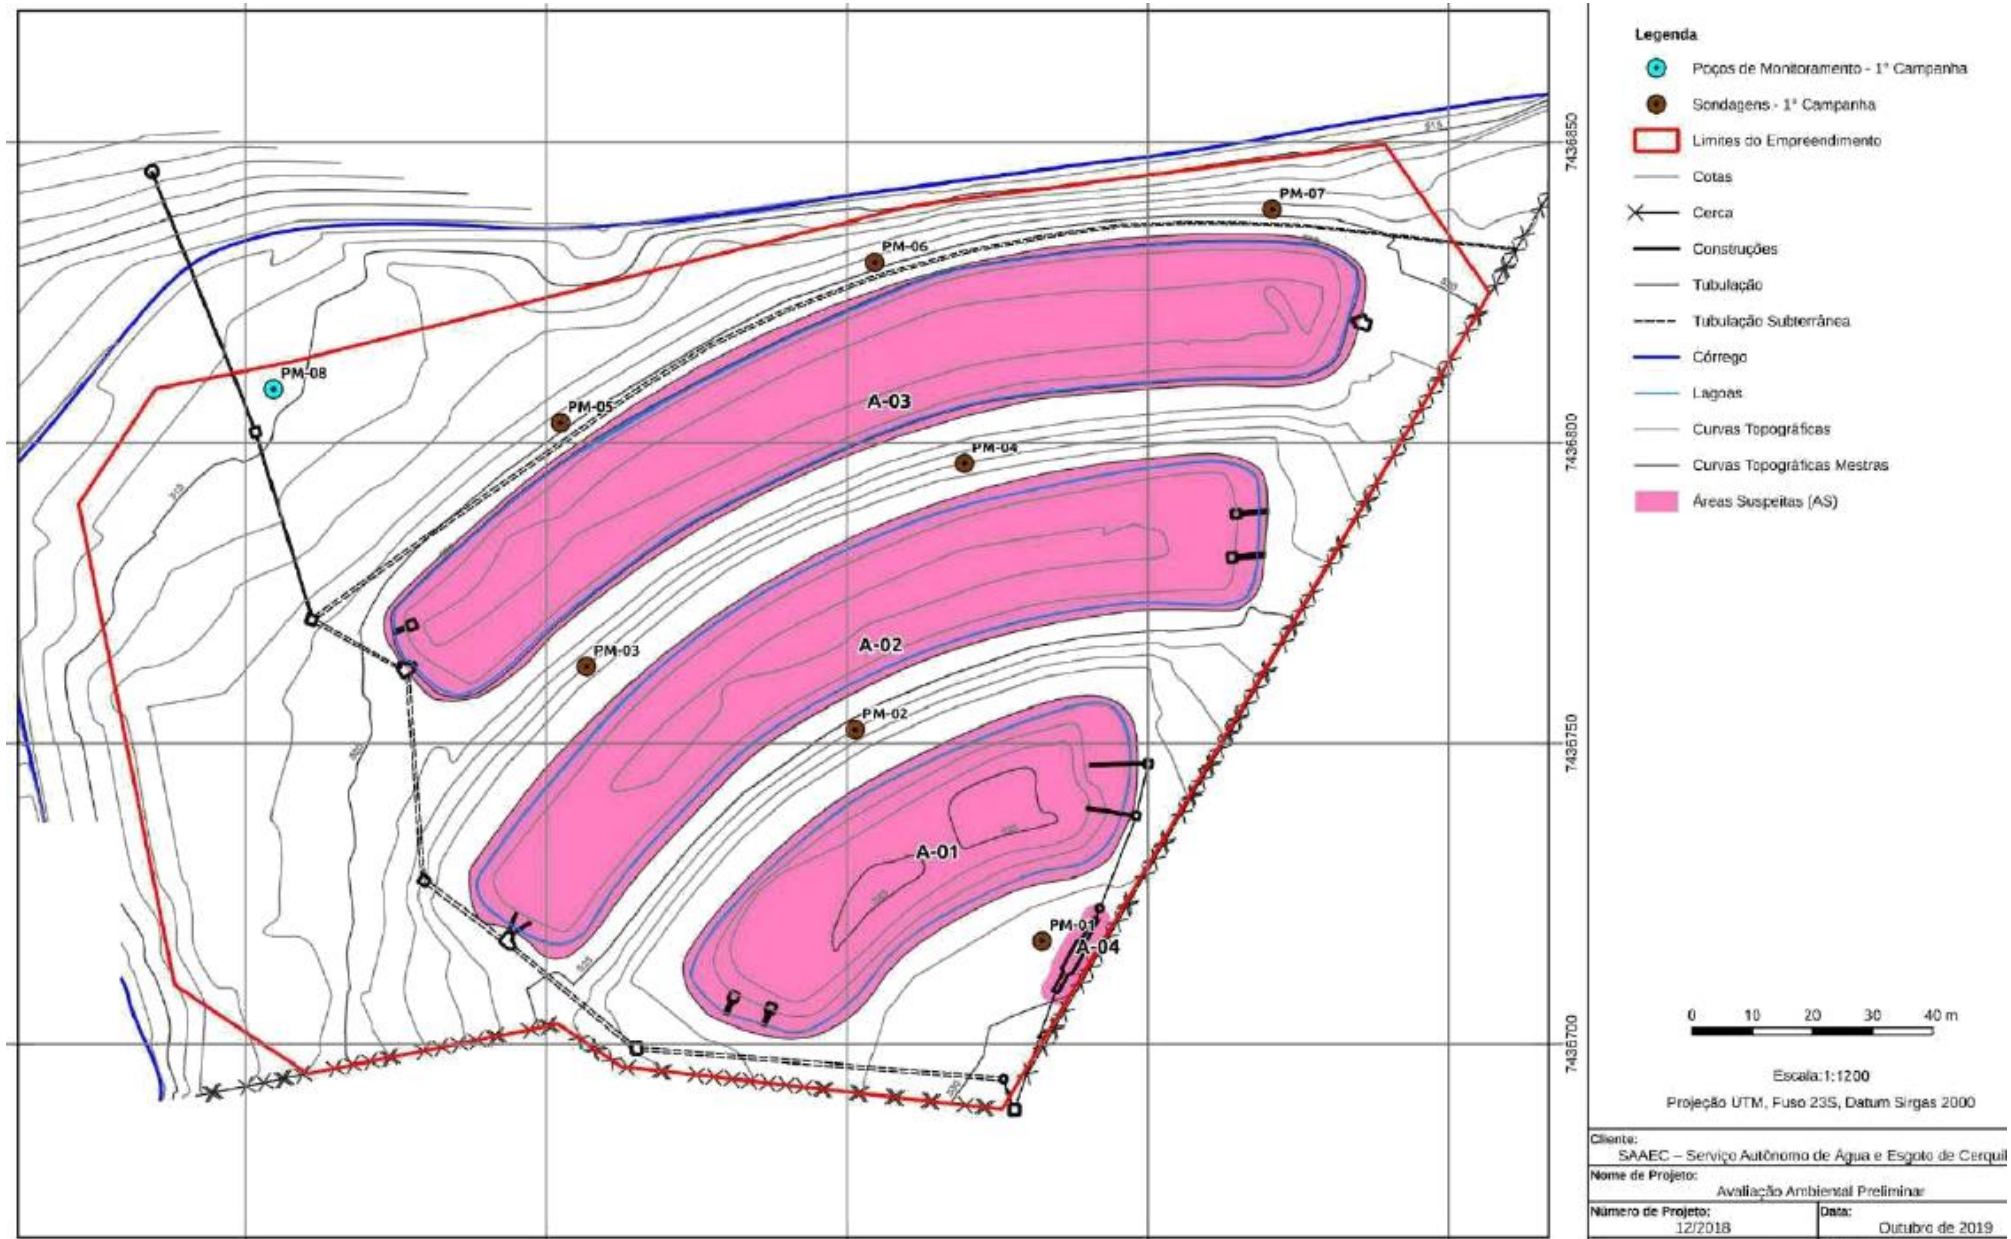 Legenda
Poços de Monitoramento - 1ª Campanha
Sondagens - 1ª Campanha
Limites do Empreendimento
Cotas
Cerca
Construções
Tubulação
Tubulação Subterrânea
Córrego
Lagoas
Curvas Topográficas
Curvas Topográficas Mestras
Áreas Suspeitas (AS)
7436850
7436800
7436750
7436700
PM-07
PM-06
PM-08
PM-05
A-03
PM-04
A-02
PM-03
PM-02
A-01
PM-01
A-04
515
510
525
530
0 10 20 30 40 m
Escala:1:1200
Projeção UTM, Fuso 23S, Datum Sirgas 2000
Cliente:
SAAEC – Serviço Autônomo de Água e Esgoto de Cerquil
Nome de Projeto:
Avaliação Ambiental Preliminar
Número de Projeto:
12/2018
Data:
Outubro de 2019